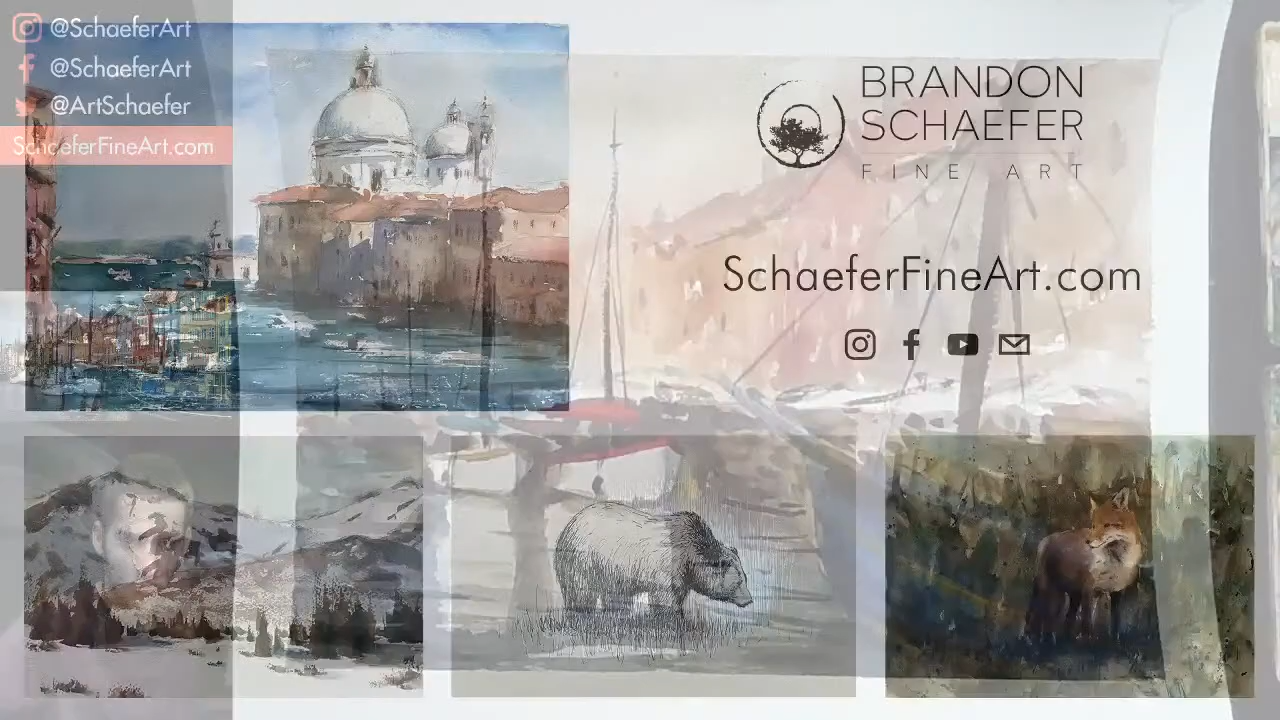 @SchaeferArt
@SchaeferArt
@ArtSchaefer
SchaeferFineArt.com
BRANDON
SCHAEFER
FINE ART
SchaeferFineArt.com